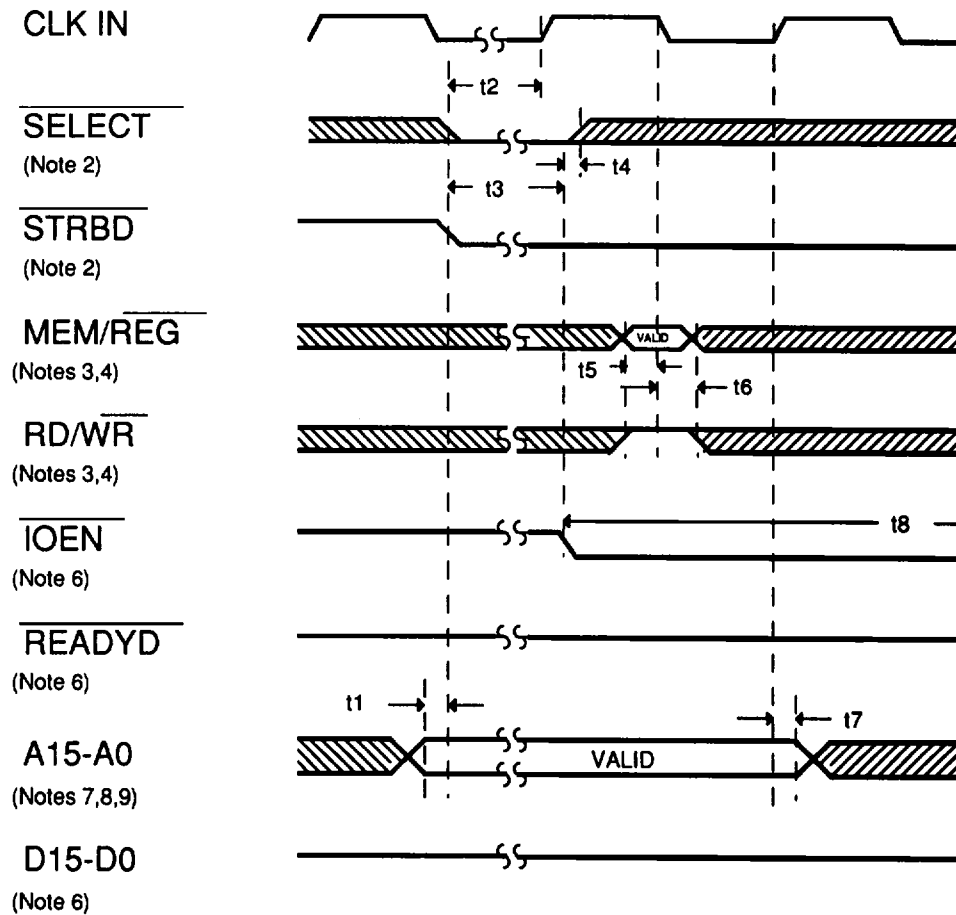 CLK IN
t2
SELECT
(Note 2)
t4
t3
STRBD
(Note 2)
MEM/REG
VALID
(Notes 3,4)
t5
t6
RD/WR
(Notes 3,4)
IOEN
t8
(Note 6)
READYD
(Note 6)
t1
t7
A15-A0
VALID
(Notes 7,8,9)
D15-D0
(Note 6)